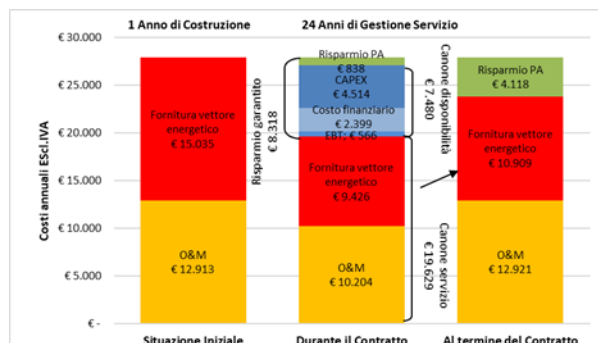 1 Anno di Costruzione
24 Anni di Gestione Servizio
Costi annuali EScl.IVA
€ 30.000
€ 25.000
€ 20.000
€ 15.000
€ 10.000
€ 5.000
€ -
Fornitura vettore
energetico
€ 15.035
O&M
€ 12.913
Situazione Iniziale
Risparmio garantito
€ 8.318
Risparmio PA
€ 838
CAPEX
€ 4.514
Costo finanziario
€ 2.399
EBT; € 566
Fornitura vettore
energetico
€ 9.426
O&M
€ 10.204
Durante il Contratto
Canone disponibilità
€ 7.480
Canone servizio
€ 19.629
Risparmio PA
€ 4.118
Fornitura vettore
energetico
€ 10.909
O&M
€ 12.921
Al termine del Contratto